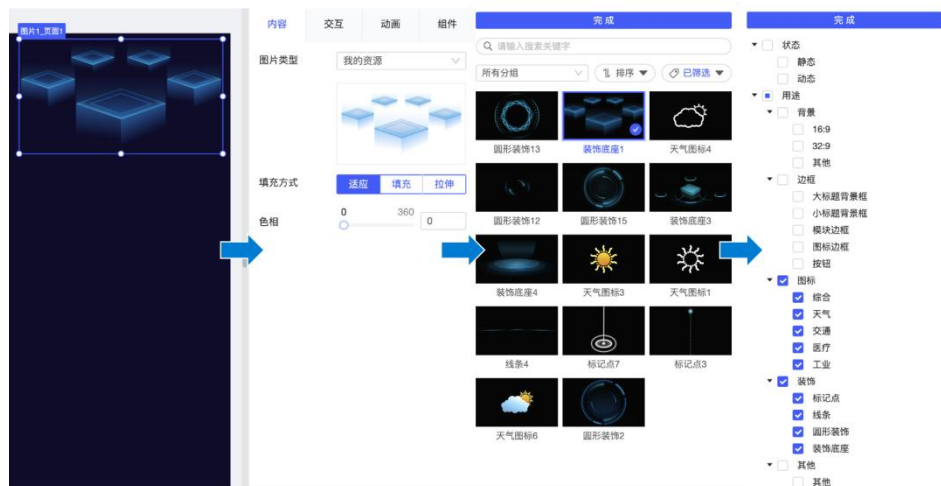 图片1_页面1
内容
交互
动画
组件
图片类型
我的资源
填充方式
适应
填充
拉伸
色相
0
360
0
完成
请输入搜索关键字
所有分组
排序
已筛选
圆形装饰13
装饰底座1
天气图标4
圆形装饰12
圆形装饰15
装饰底座3
装饰底座4
天气图标3
天气图标1
线条4
标记点7
标记点3
天气图标6
圆形装饰2
完成
状态
静态
动态
用途
背景
16:9
32:9
其他
边框
大标题背景框
小标题背景框
模块边框
图标边框
按钮
图标
综合
天气
交通
医疗
工业
装饰
标记点
线条
圆形装饰
装饰底座
其他
其他